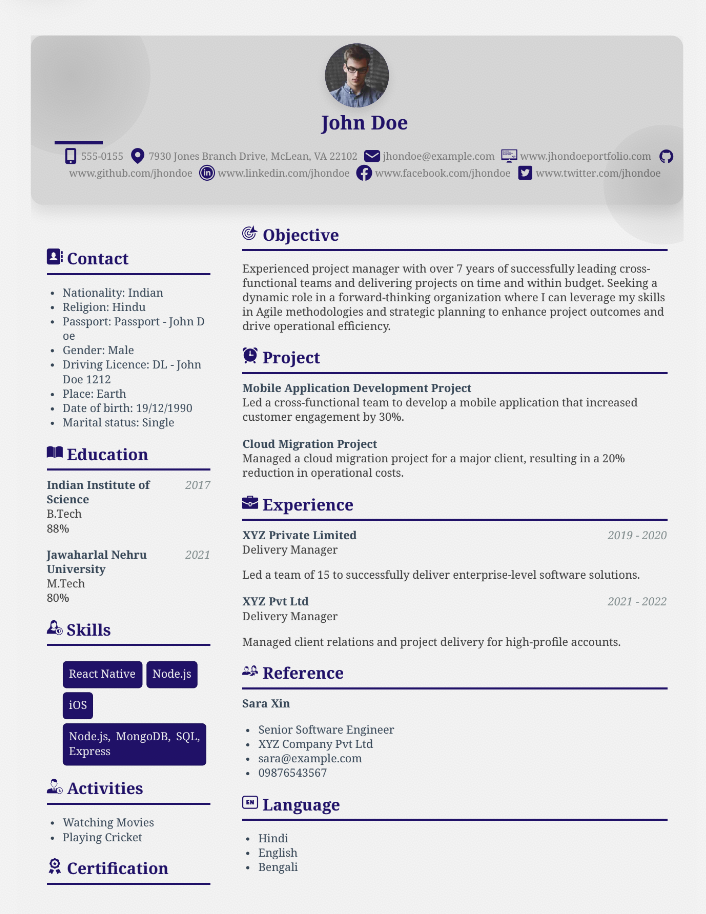 John Doe
555-0155 7930 Jones Branch Drive, McLean, VA 22102 jhondoe@example.com www.jhondoeportfolio.com
www.github.com/jhondoe www.linkedin.com/jhondoe www.facebook.com/jhondoe www.twitter.com/jhondoe
Contact
• Nationality: Indian
• Religion: Hindu
• Passport: Passport - John D
oe
• Gender: Male
• Driving Licence: DL - John
Doe 1212
• Place: Earth
• Date of birth: 19/12/1990
• Marital status: Single
Education
Indian Institute of 2017
Science
B.Tech
88%
Jawaharlal Nehru 2021
University
M.Tech
80%
Skills
React Native Node.js
iOS
Node.js, MongoDB, SQL,
Express
Activities
• Watching Movies
• Playing Cricket
Certification
Objective
Experienced project manager with over 7 years of successfully leading cross-
functional teams and delivering projects on time and within budget. Seeking a
dynamic role in a forward-thinking organization where I can leverage my skills
in Agile methodologies and strategic planning to enhance project outcomes and
drive operational efficiency.
Project
Mobile Application Development Project
Led a cross-functional team to develop a mobile application that increased
customer engagement by 30%.
Cloud Migration Project
Managed a cloud migration project for a major client, resulting in a 20%
reduction in operational costs.
Experience
XYZ Private Limited 2019 - 2020
Delivery Manager
Led a team of 15 to successfully deliver enterprise-level software solutions.
XYZ Pvt Ltd 2021 - 2022
Delivery Manager
Managed client relations and project delivery for high-profile accounts.
Reference
Sara Xin
• Senior Software Engineer
• XYZ Company Pvt Ltd
• sara@example.com
• 09876543567
EN Language
• Hindi
• English
• Bengali